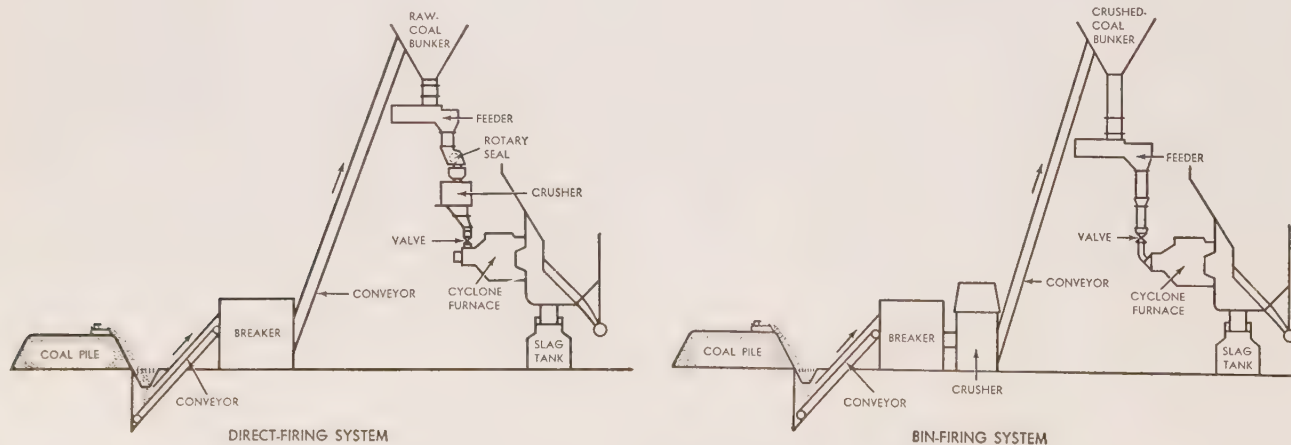 RAW-
COAL
BUNKER
FEEDER
ROTARY
SEAL
CRUSHER
VALVE
CYCLONE
FURNACE
CONVEYOR
BREAKER
COAL PILE
SLAG
TANK
CONVEYOR
DIRECT-FIRING SYSTEM
CRUSHED-
COAL
BUNKER
FEEDER
VALVE
CYCLONE
FURNACE
CONVEYOR
BREAKER
COAL PILE
SLAG
TANK
CRUSHER
CONVEYOR
BIN-FIRING SYSTEM